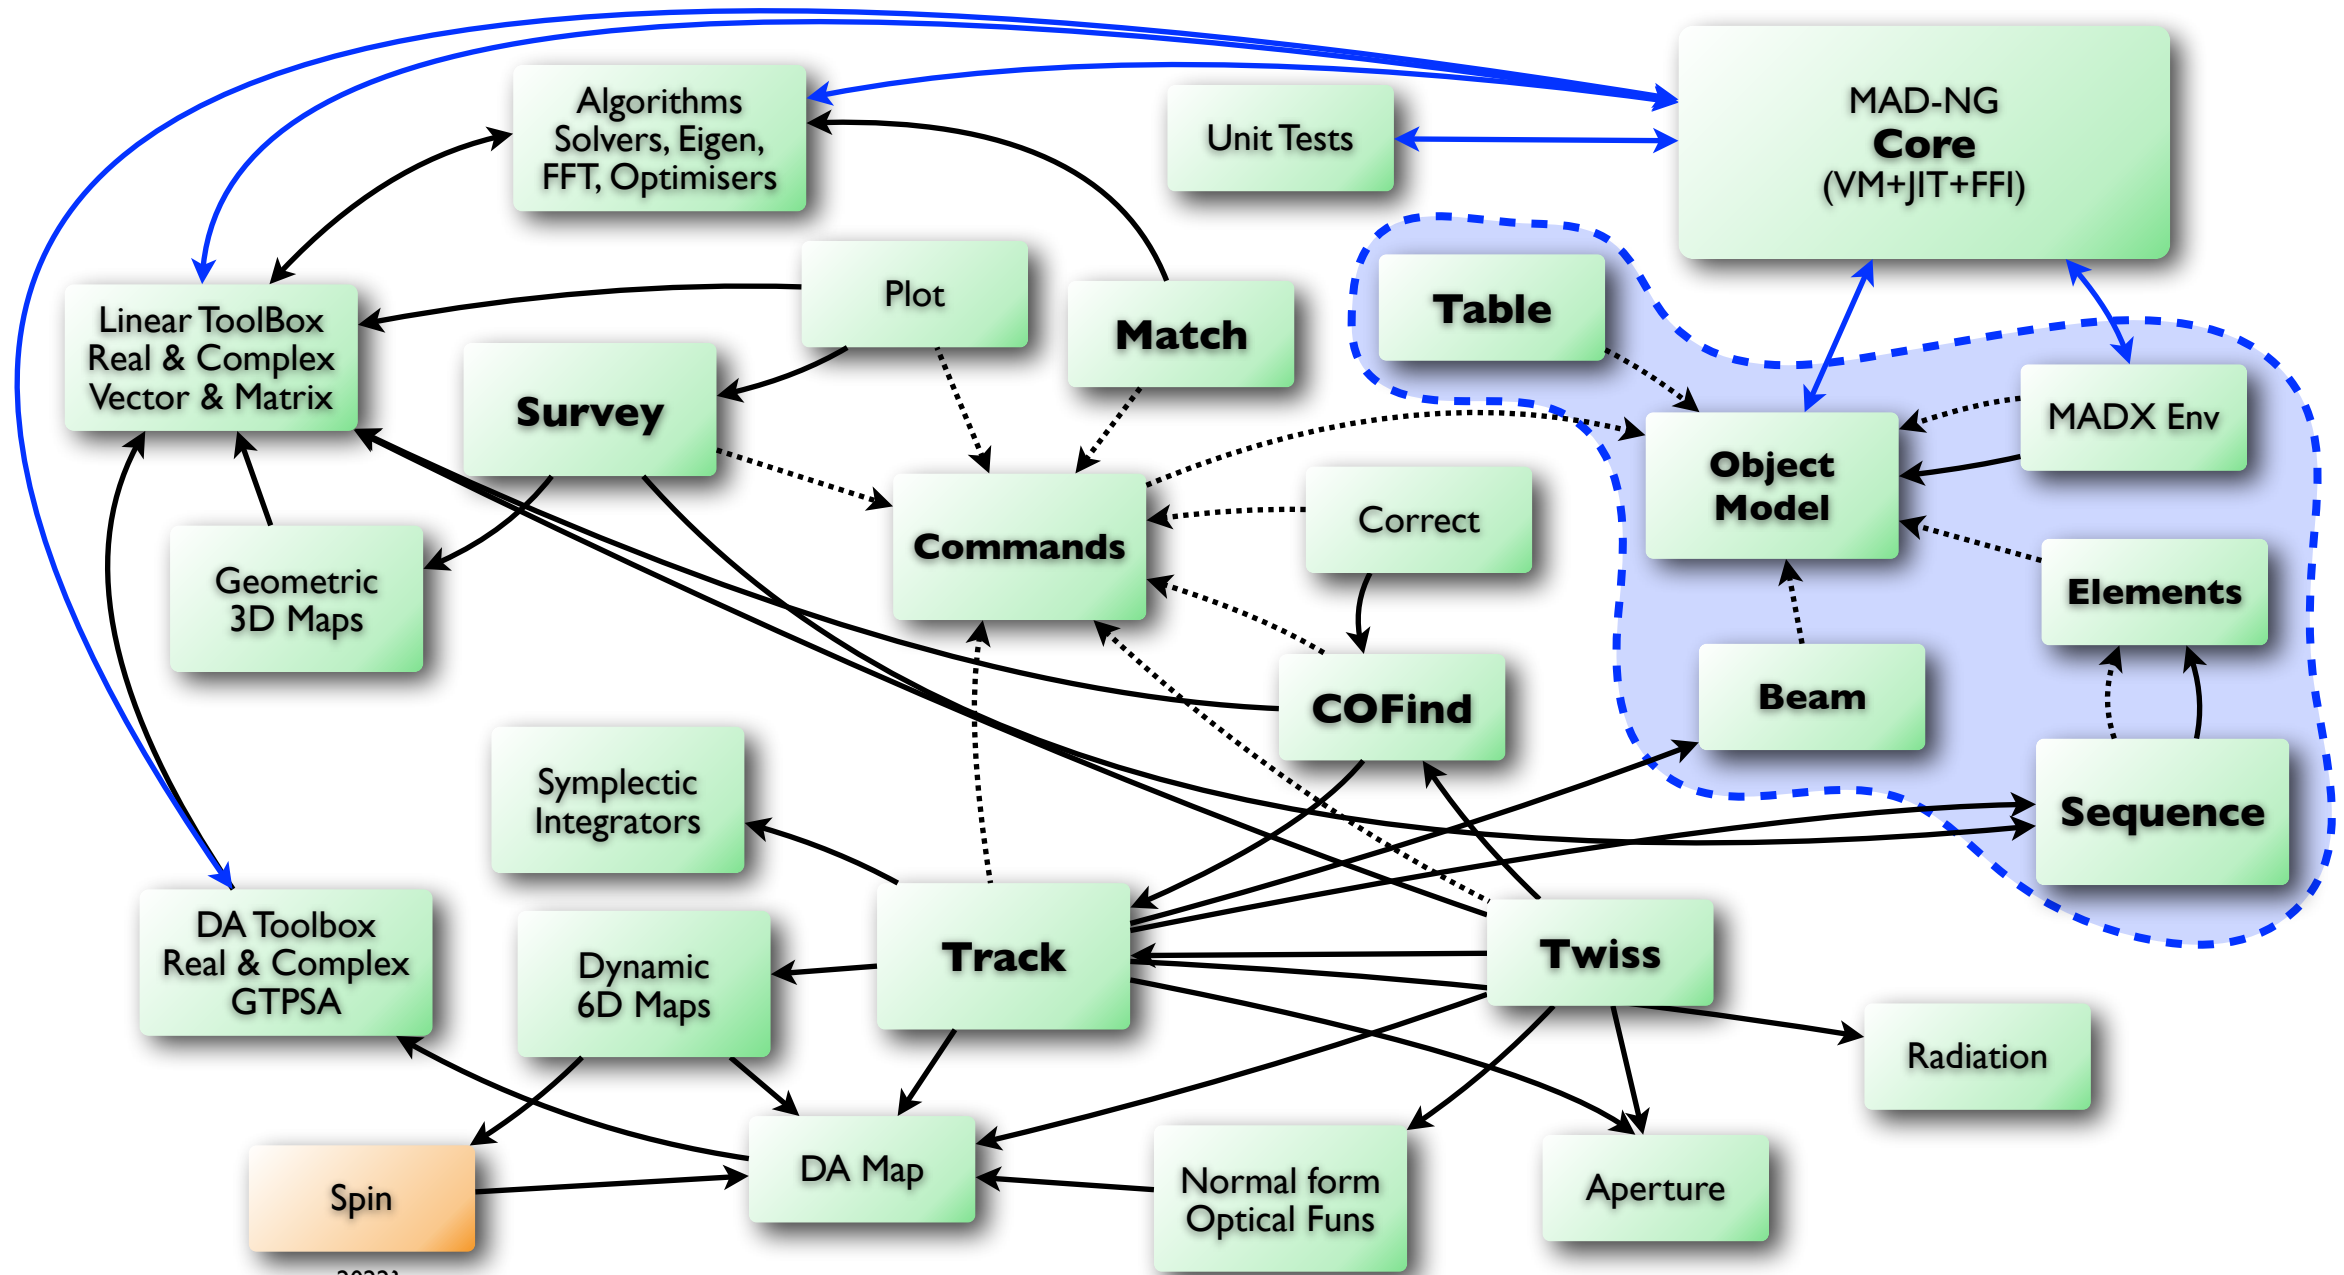 MAD-NG
Core
(VM+JIT+FFI)
Algorithms
Solvers, Eigen,
FFT, Optimisers
Unit Tests
Plot
Table
Match
Linear ToolBox
Real & Complex
Vector & Matrix
Survey
MADX Env
Object
Model
Commands
Correct
Geometric
3D Maps
Elements
Beam
COFind
Symplectic
Integrators
Sequence
DA Toolbox
Real & Complex
GTPSA
Dynamic
6D Maps
Track
Twiss
Radiation
Spin
DA Map
Normal form
Optical Funs
Aperture